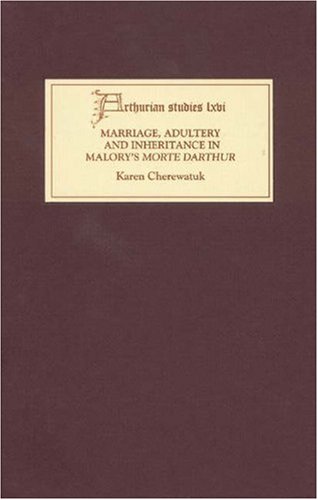 Arthurian studies lxvi
MARRIAGE, ADULTERY
AND INHERITANCE IN
MALORY'S MORTE DARTHUR
Karen Cherewatuk